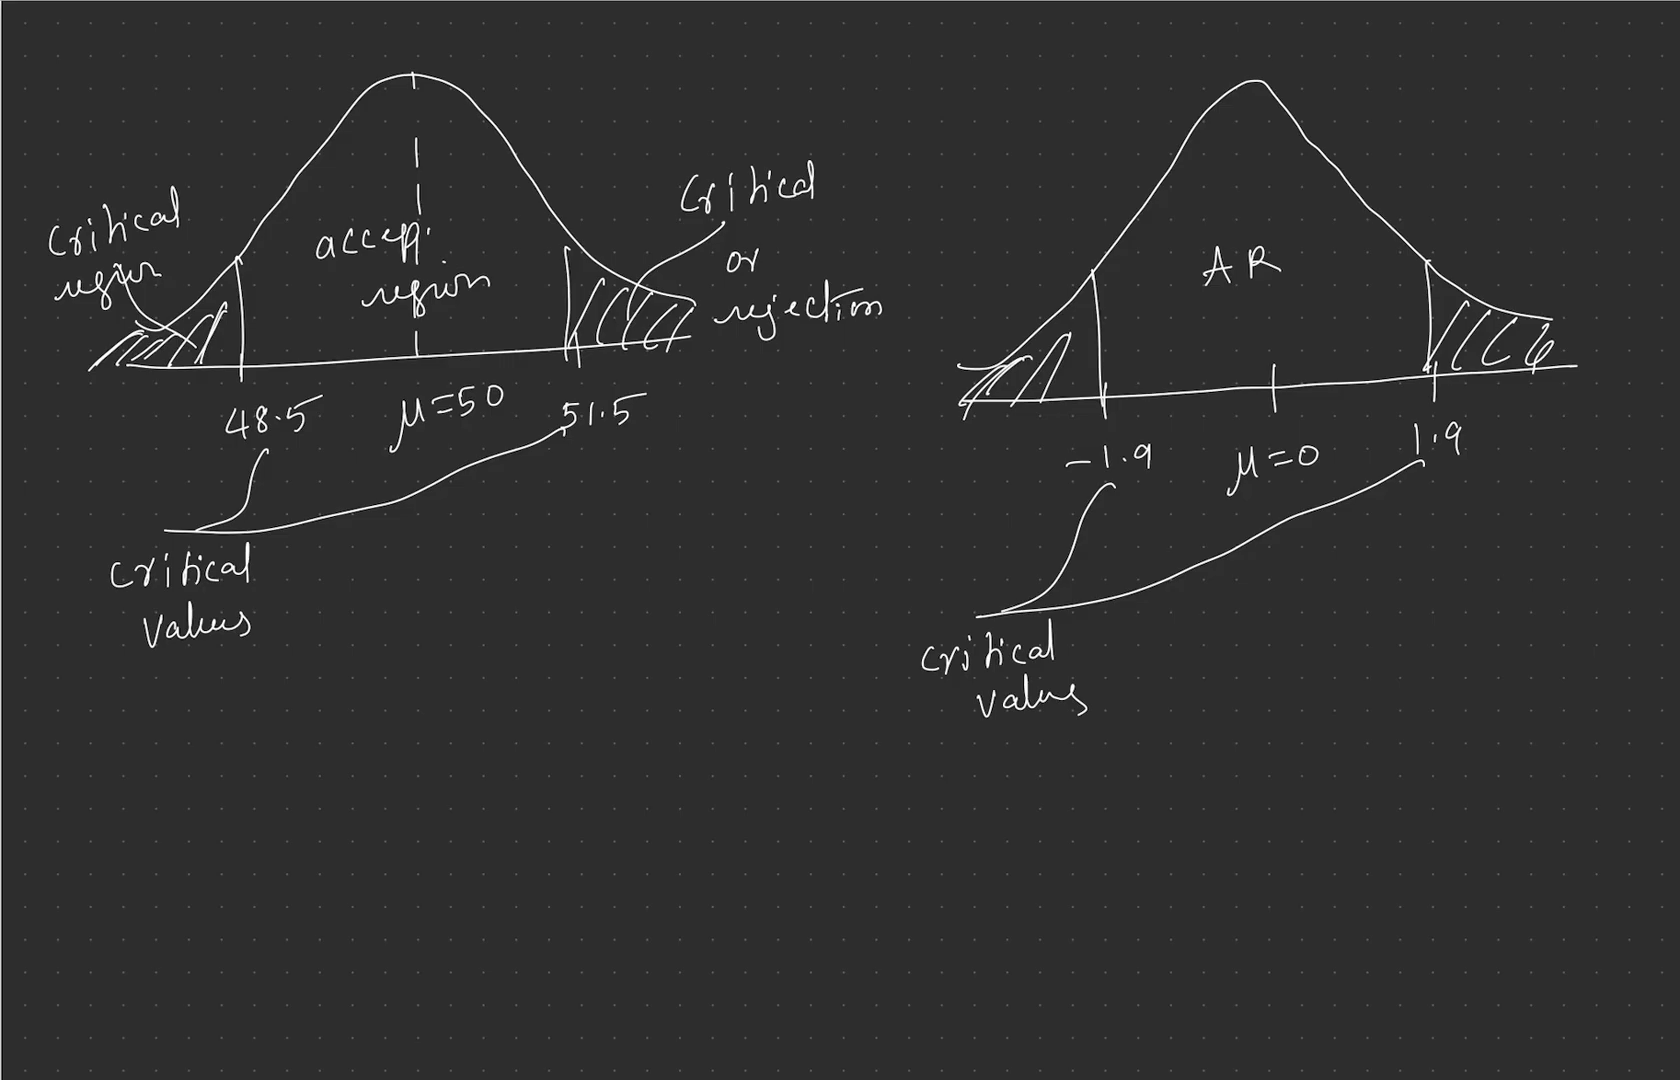 critical
region
accep.
region
critical
or
rejection
48.5
μ=50
51.5
critical
values
AR
-1.9
μ=0
1.9
critical
values